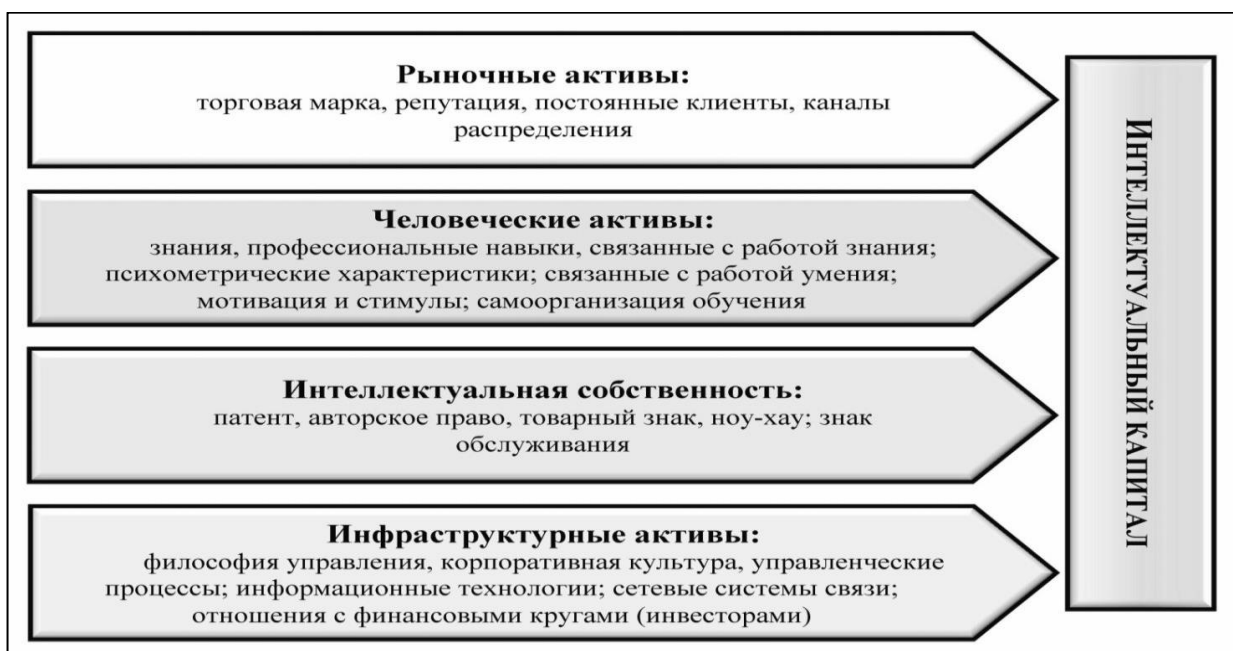 Рыночные активы:
торговая марка, репутация, постоянные клиенты, каналы
распределения
Человеческие активы:
знания, профессиональные навыки, связанные с работой знания;
психометрические характеристики; связанные с работой умения;
мотивация и стимулы; самоорганизация обучения
Интеллектуальная собственность:
патент, авторское право, товарный знак, ноу-хау; знак
обслуживания
Инфраструктурные активы:
философия управления, корпоративная культура, управленческие
процессы; информационные технологии; сетевые системы связи;
отношения с финансовыми кругами (инвесторами)
ИНТЕЛЛЕКТУАЛЬНЫЙ КАПИТАЛ